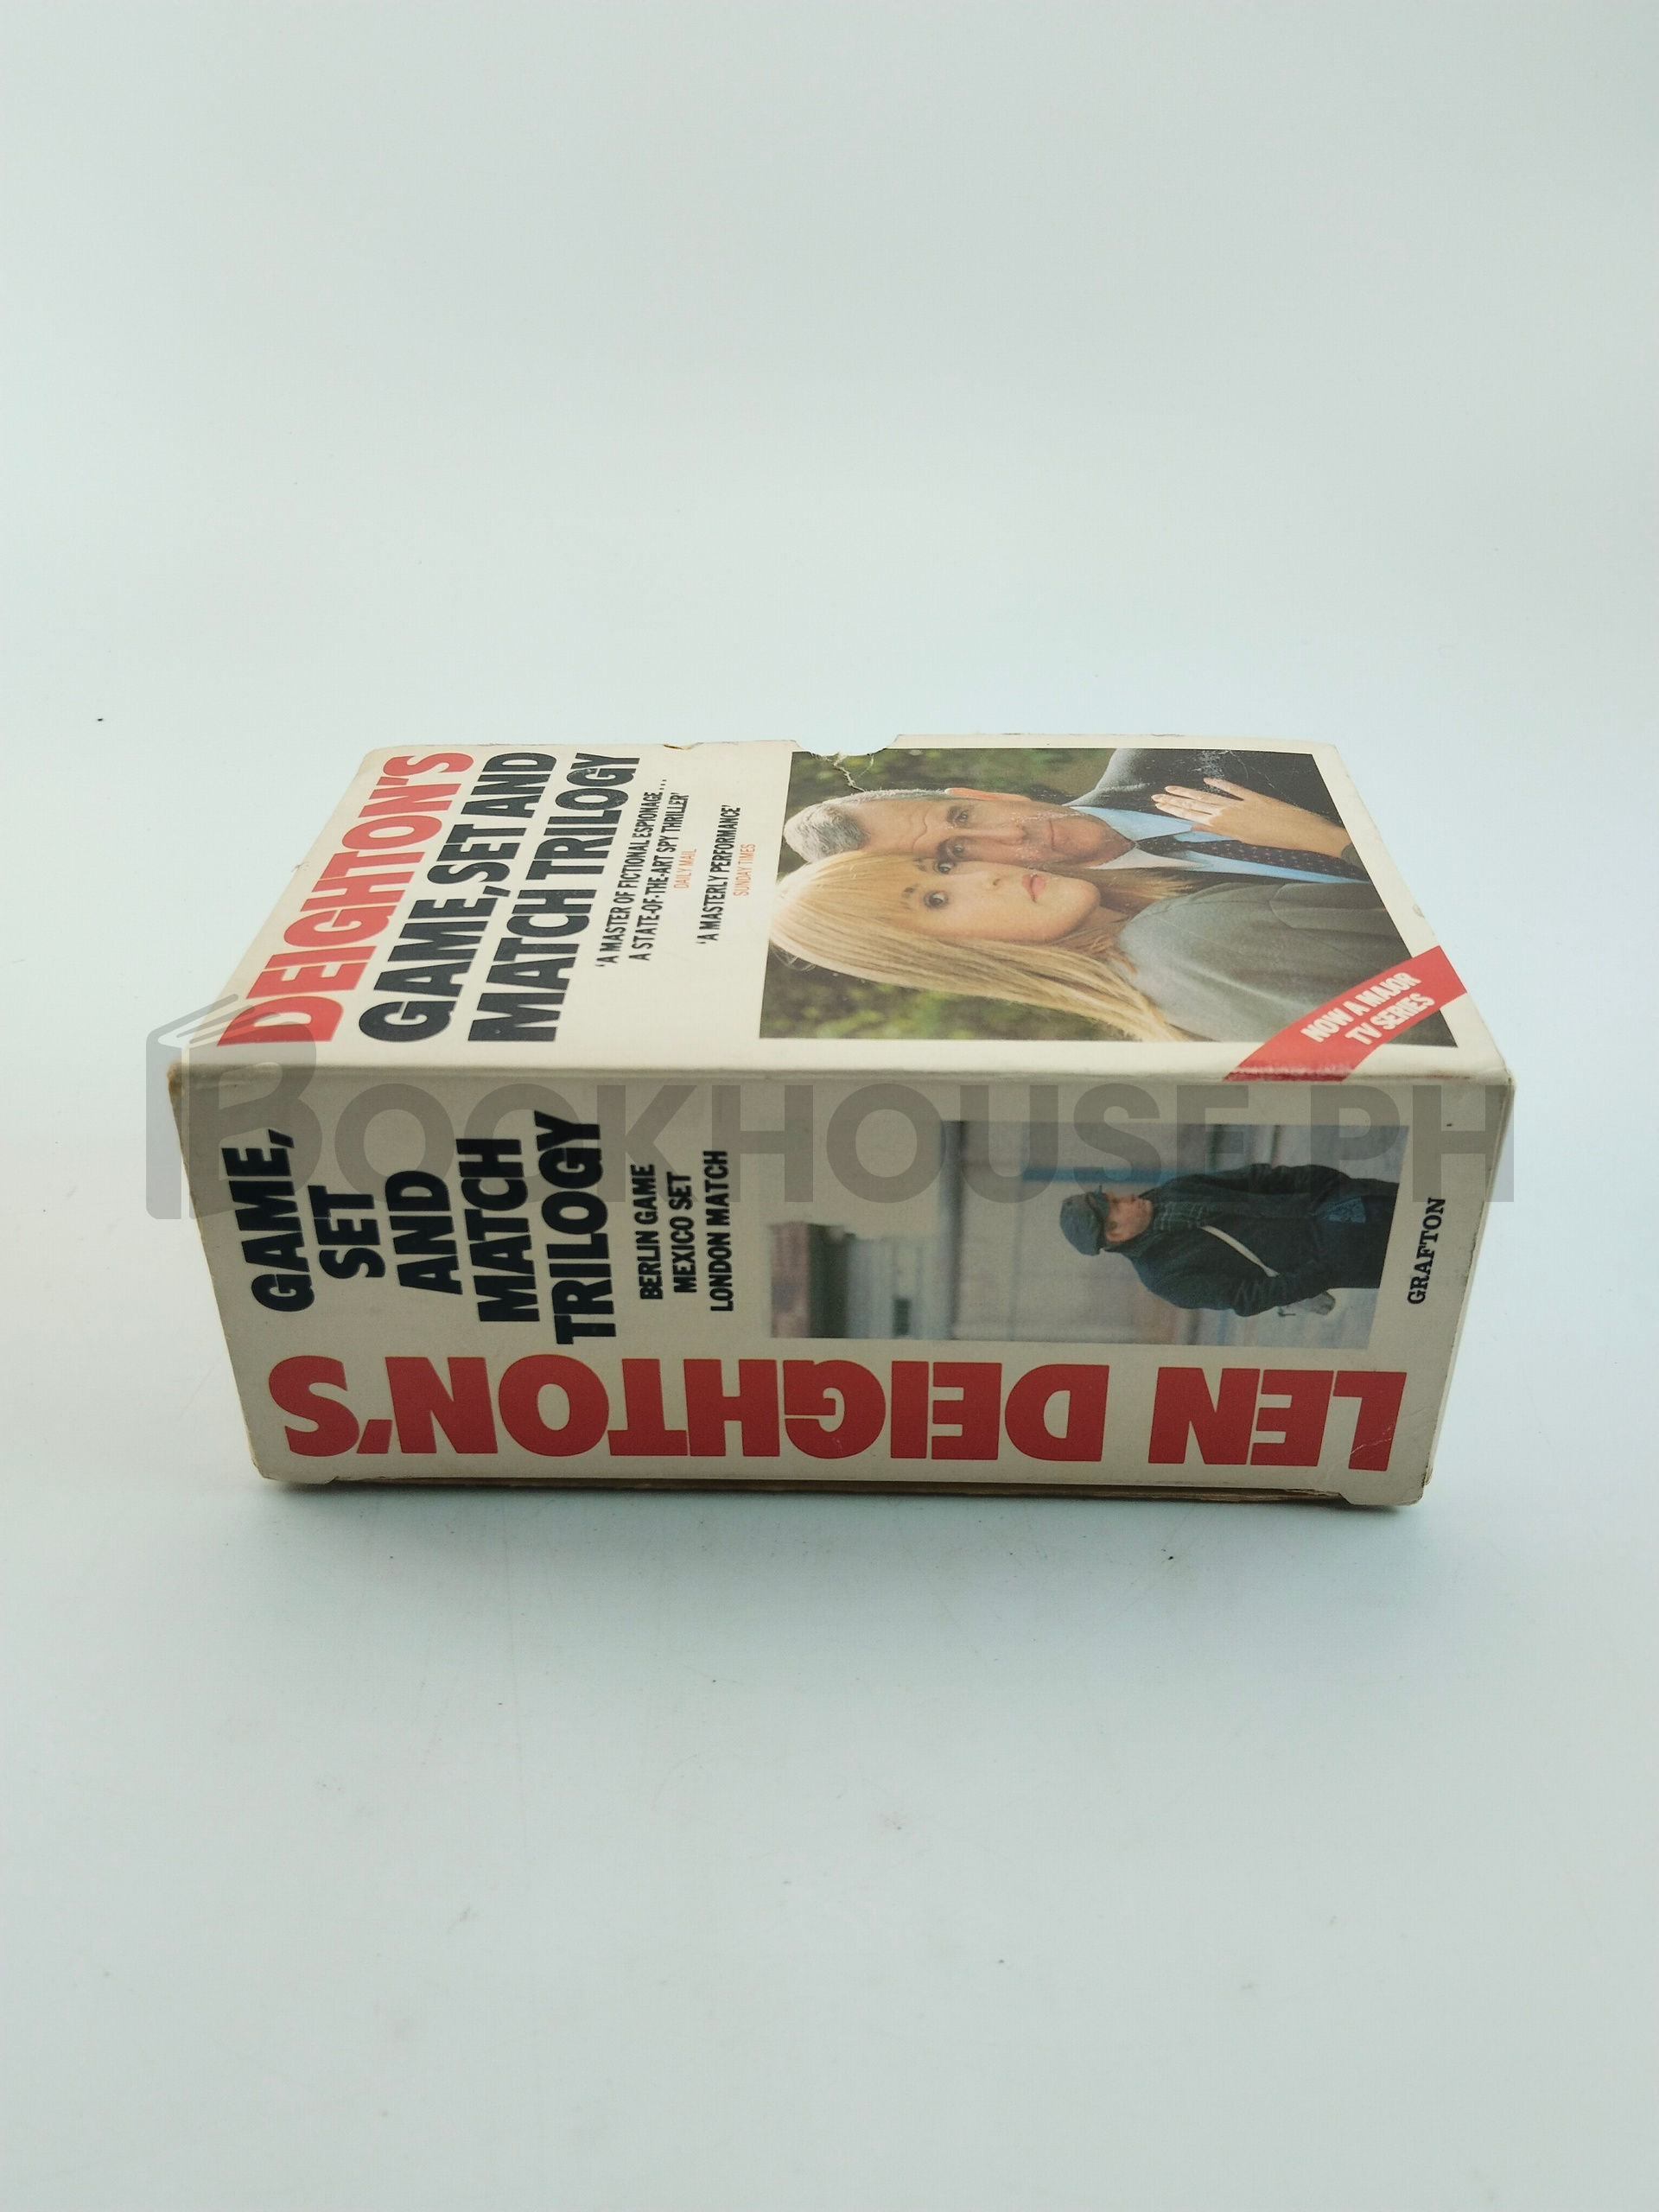 DEIGHTON'S
GAME, SET AND
MATCH TRILOGY
'A MASTER OF FICTIONAL ESPIONAGE...
A STATE-OF-THE-ART SPY THRILLER'
DAILY MAIL
'A MASTERLY PERFORMANCE'
SUNDAY TIMES
NOW A MAJOR
TV SERIES
BOOKHOUSE PH
LEN DEIGHTON'S
GAME,
SET
AND
MATCH
TRILOGY
BERLIN GAME
MEXICO SET
LONDON MATCH
GRAFTON